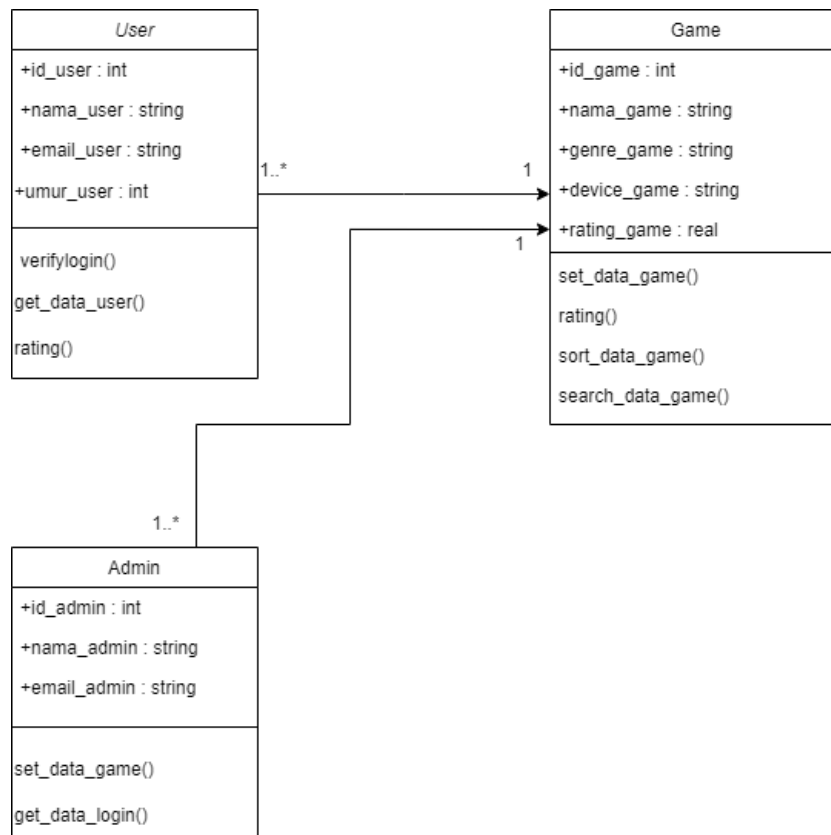 User
+id_user : int
+nama_user : string
+email_user : string
+umur_user : int
verifylogin()
get_data_user()
rating()
1..*
1
1
Game
+id_game : int
+nama_game : string
+genre_game : string
+device_game : string
+rating_game : real
set_data_game()
rating()
sort_data_game()
search_data_game()
1..*
Admin
+id_admin : int
+nama_admin : string
+email_admin : string
set_data_game()
get_data_login()